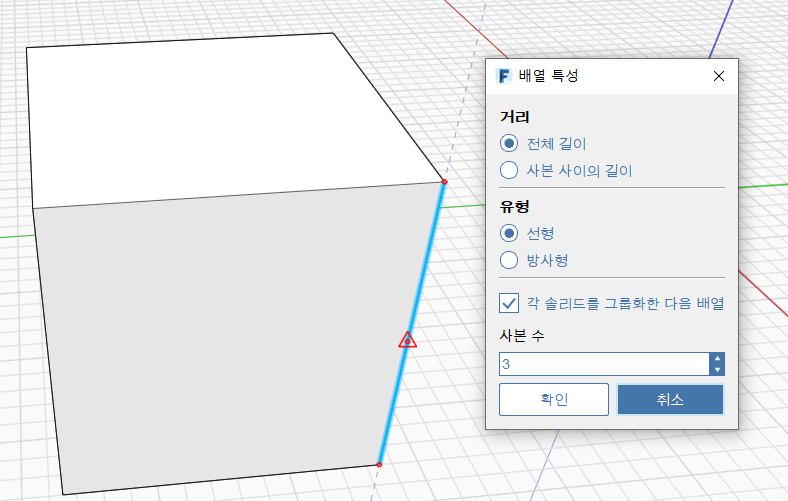 배열 특성
거리
전체 길이
사본 사이의 길이
유형
선형
방사형
각 솔리드를 그룹화한 다음 배열
사본 수
3
확인
취소